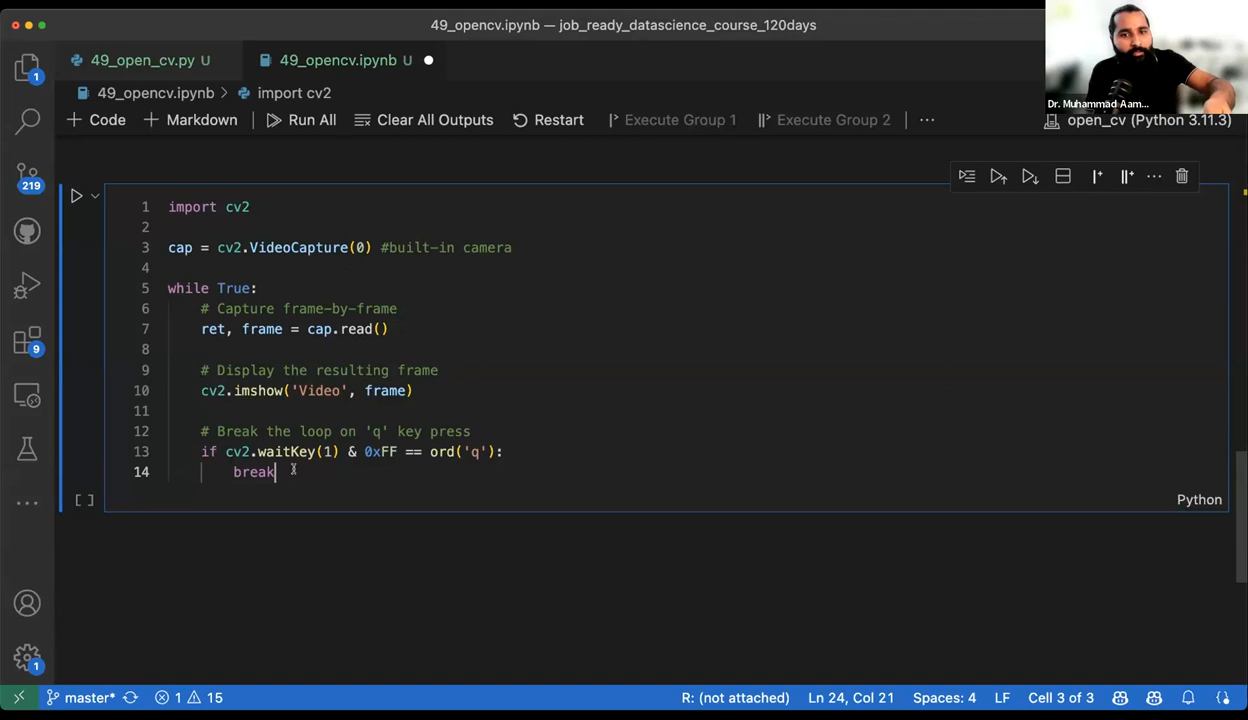 49_opencv.ipynb — job_ready_datascience_course_120days
49_open_cv.py U
49_opencv.ipynb U
49_opencv.ipynb > import cv2
Dr. Muhammad Aam...
+ Code + Markdown Run All Clear All Outputs Restart Execute Group 1 Execute Group 2 ... open_cv (Python 3.11.3)
1
219
9
1
1 import cv2
2
3 cap = cv2.VideoCapture(0) #built-in camera
4
5 while True:
6 # Capture frame-by-frame
7 ret, frame = cap.read()
8
9 # Display the resulting frame
10 cv2.imshow('Video', frame)
11
12 # Break the loop on 'q' key press
13 if cv2.waitKey(1) & 0xFF == ord('q'):
14 break
[ ]
Python
master* 1 15 R: (not attached) Ln 24, Col 21 Spaces: 4 LF Cell 3 of 3